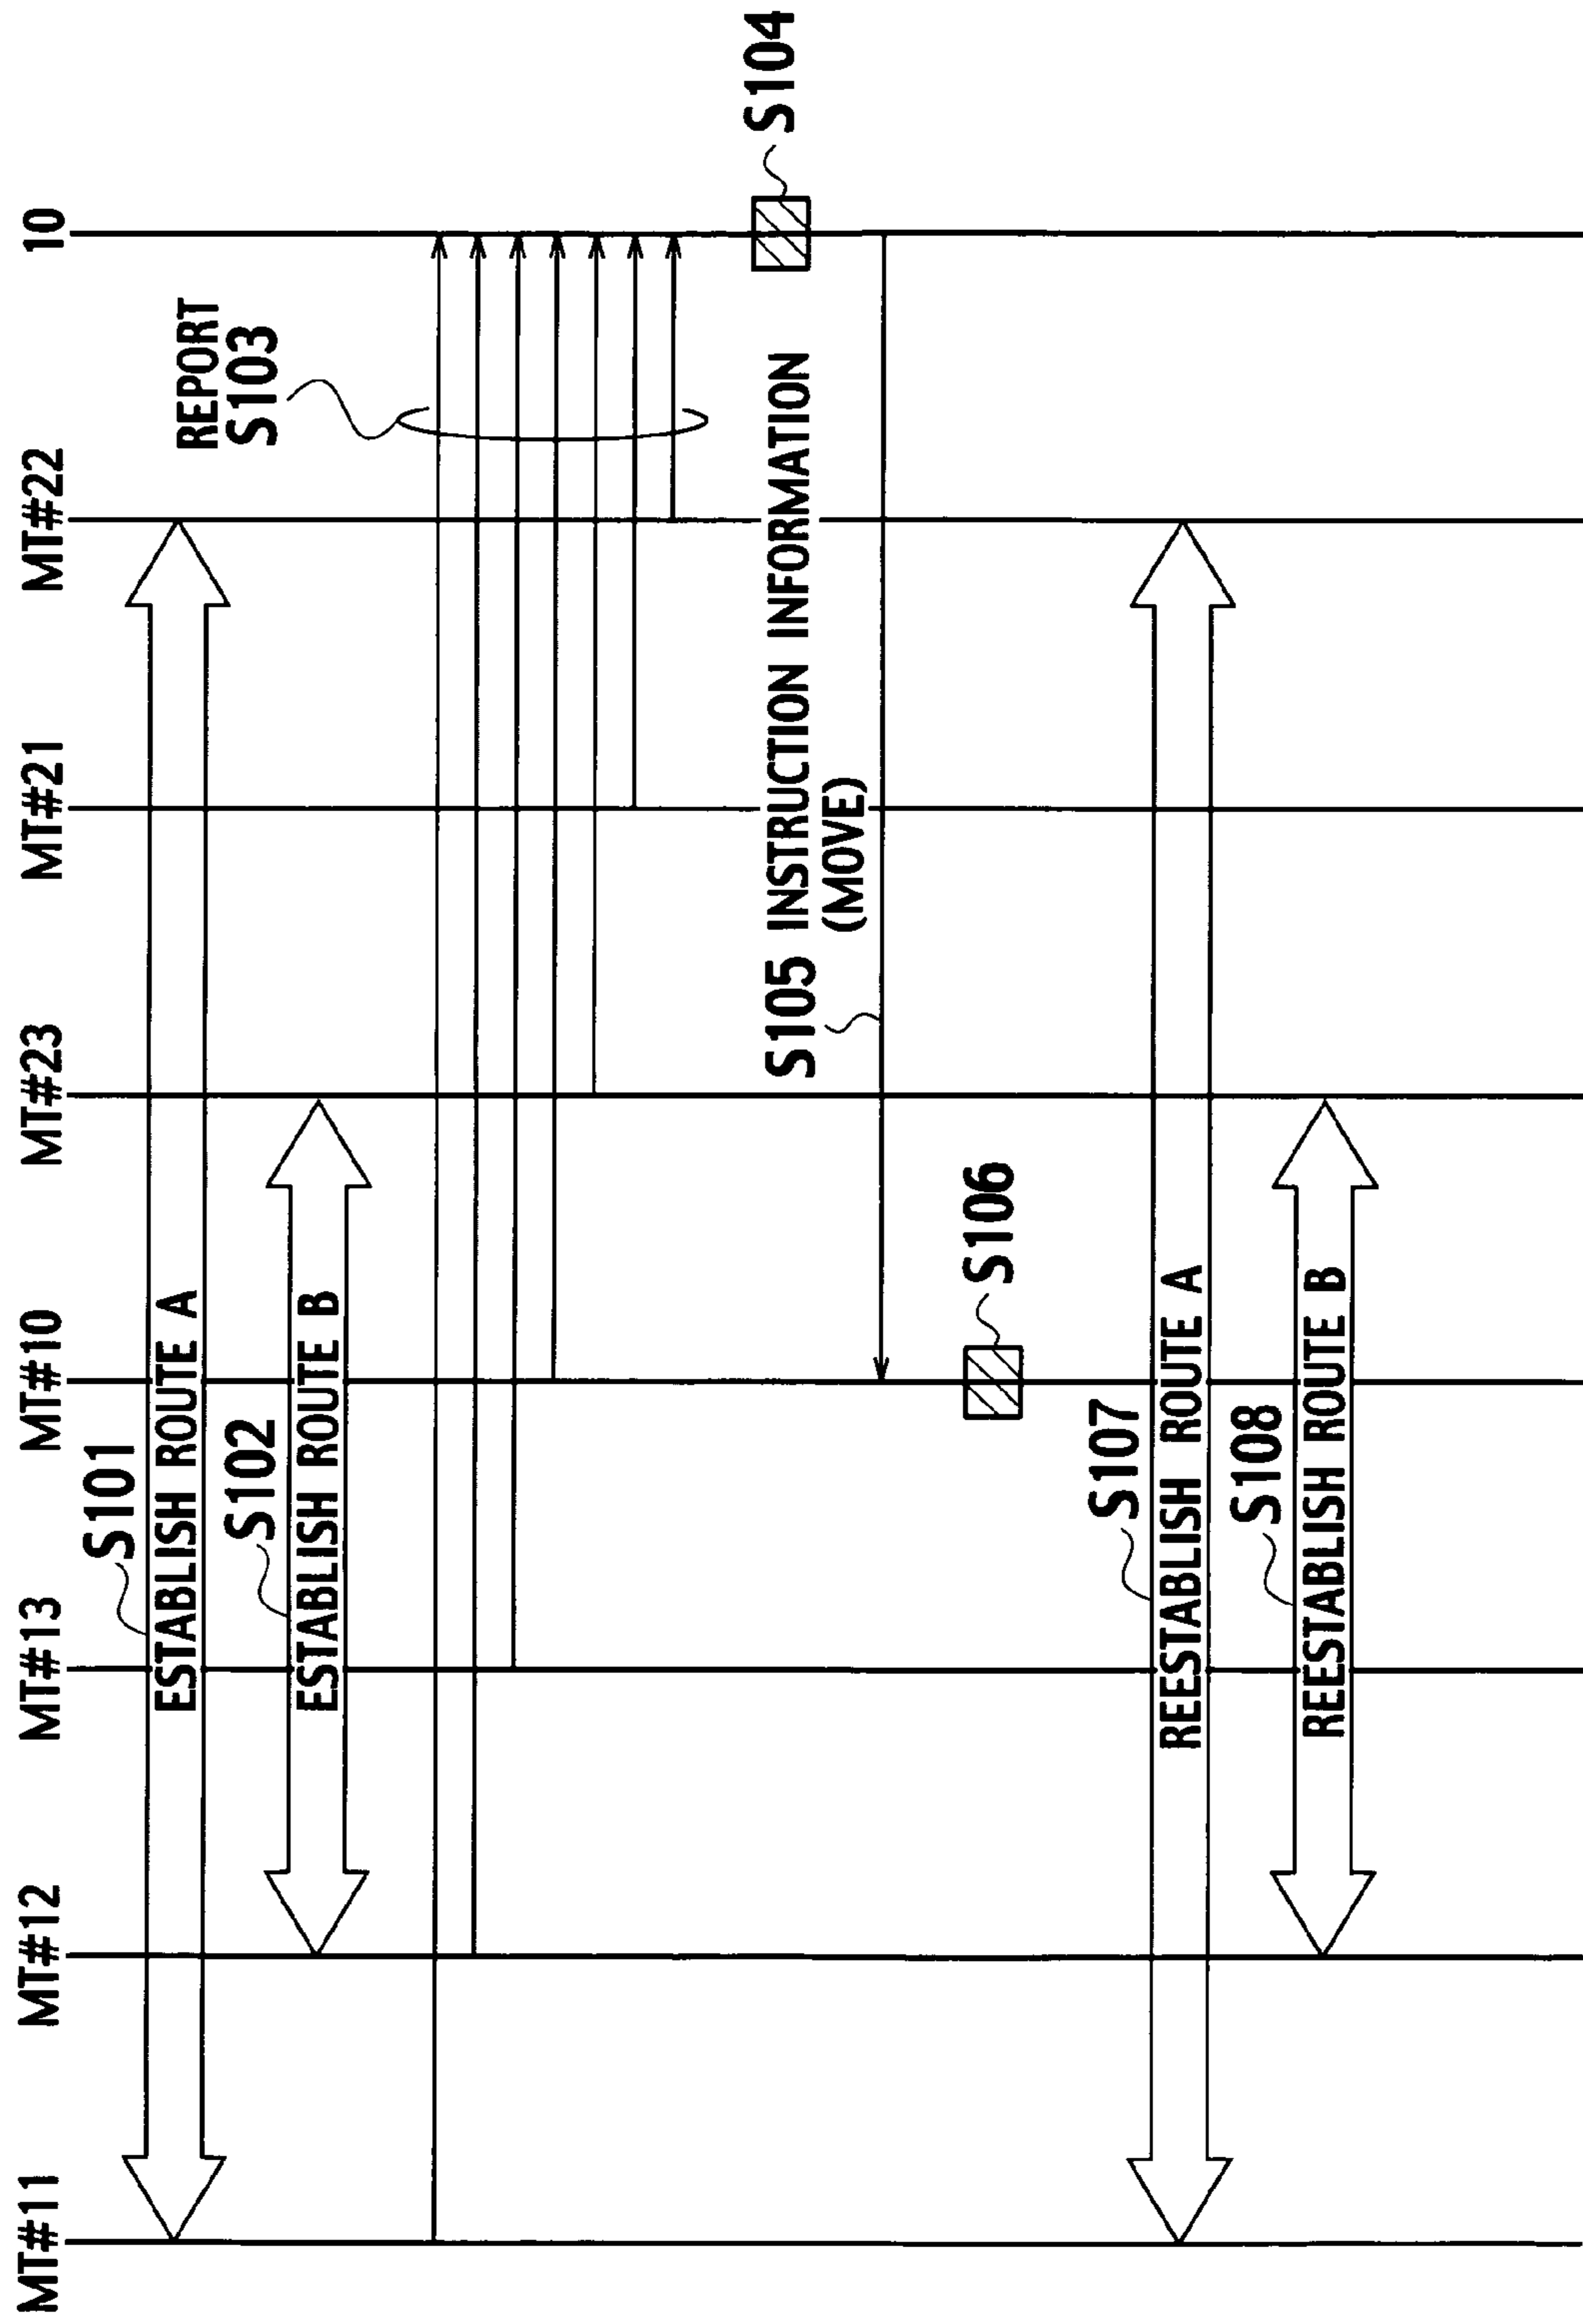 MT#11
MT#12
MT#13
MT#10
MT#23
MT#21
MT#22
10
S101
ESTABLISH ROUTE A
S102
ESTABLISH ROUTE B
REPORT
S103
S104
S105 INSTRUCTION INFORMATION
(MOVE)
S106
S107
REESTABLISH ROUTE A
S108
REESTABLISH ROUTE B